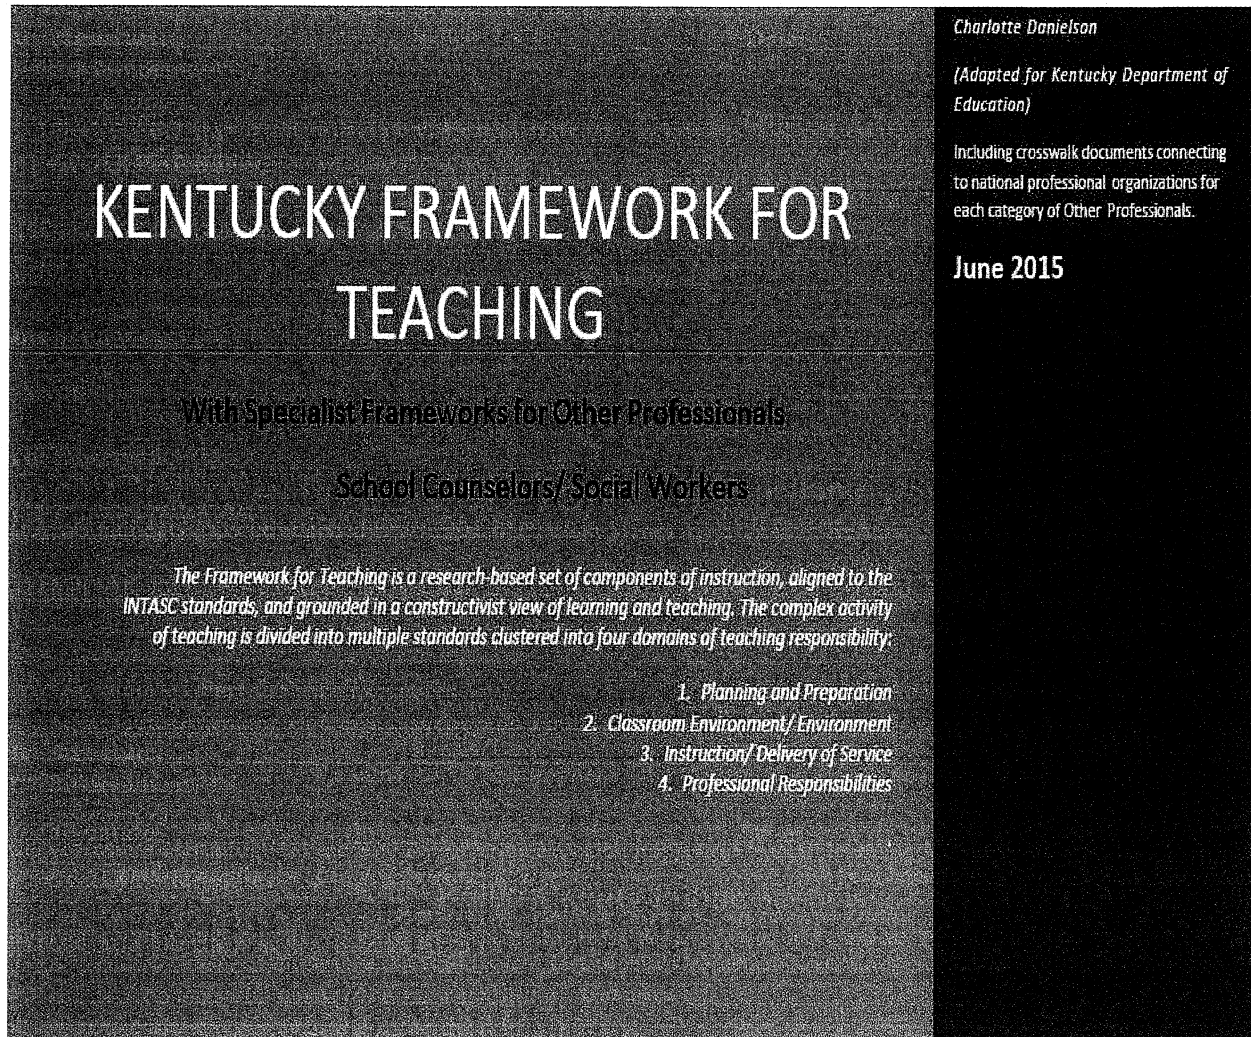 KENTUCKY FRAMEWORK FOR
TEACHING
With Specialist Frameworks for Other Professionals
School Counselors/ Social Workers
The Framework for Teaching is a research-based set of components of instruction, aligned to the
INTASC standards, and grounded in a constructivist view of learning and teaching. The complex activity
of teaching is divided into multiple standards clustered into four domains of teaching responsibility:
1. Planning and Preparation
2. Classroom Environment/ Environment
3. Instruction/ Delivery of Service
4. Professional Responsibilities
Charlotte Danielson
(Adapted for Kentucky Department of
Education)
Including crosswalk documents connecting
to national professional organizations for
each category of Other Professionals.
June 2015